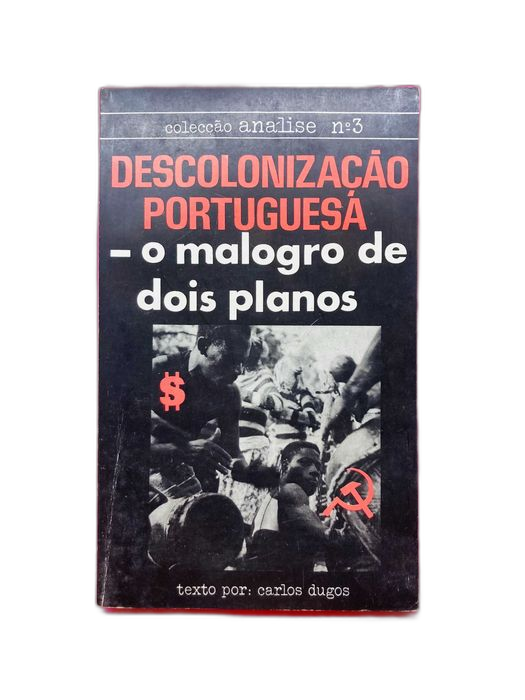 colecção analise nº3
DESCOLONIZAÇÃO
PORTUGUESA
– o malogro de
dois planos
$
texto por: carlos dugos